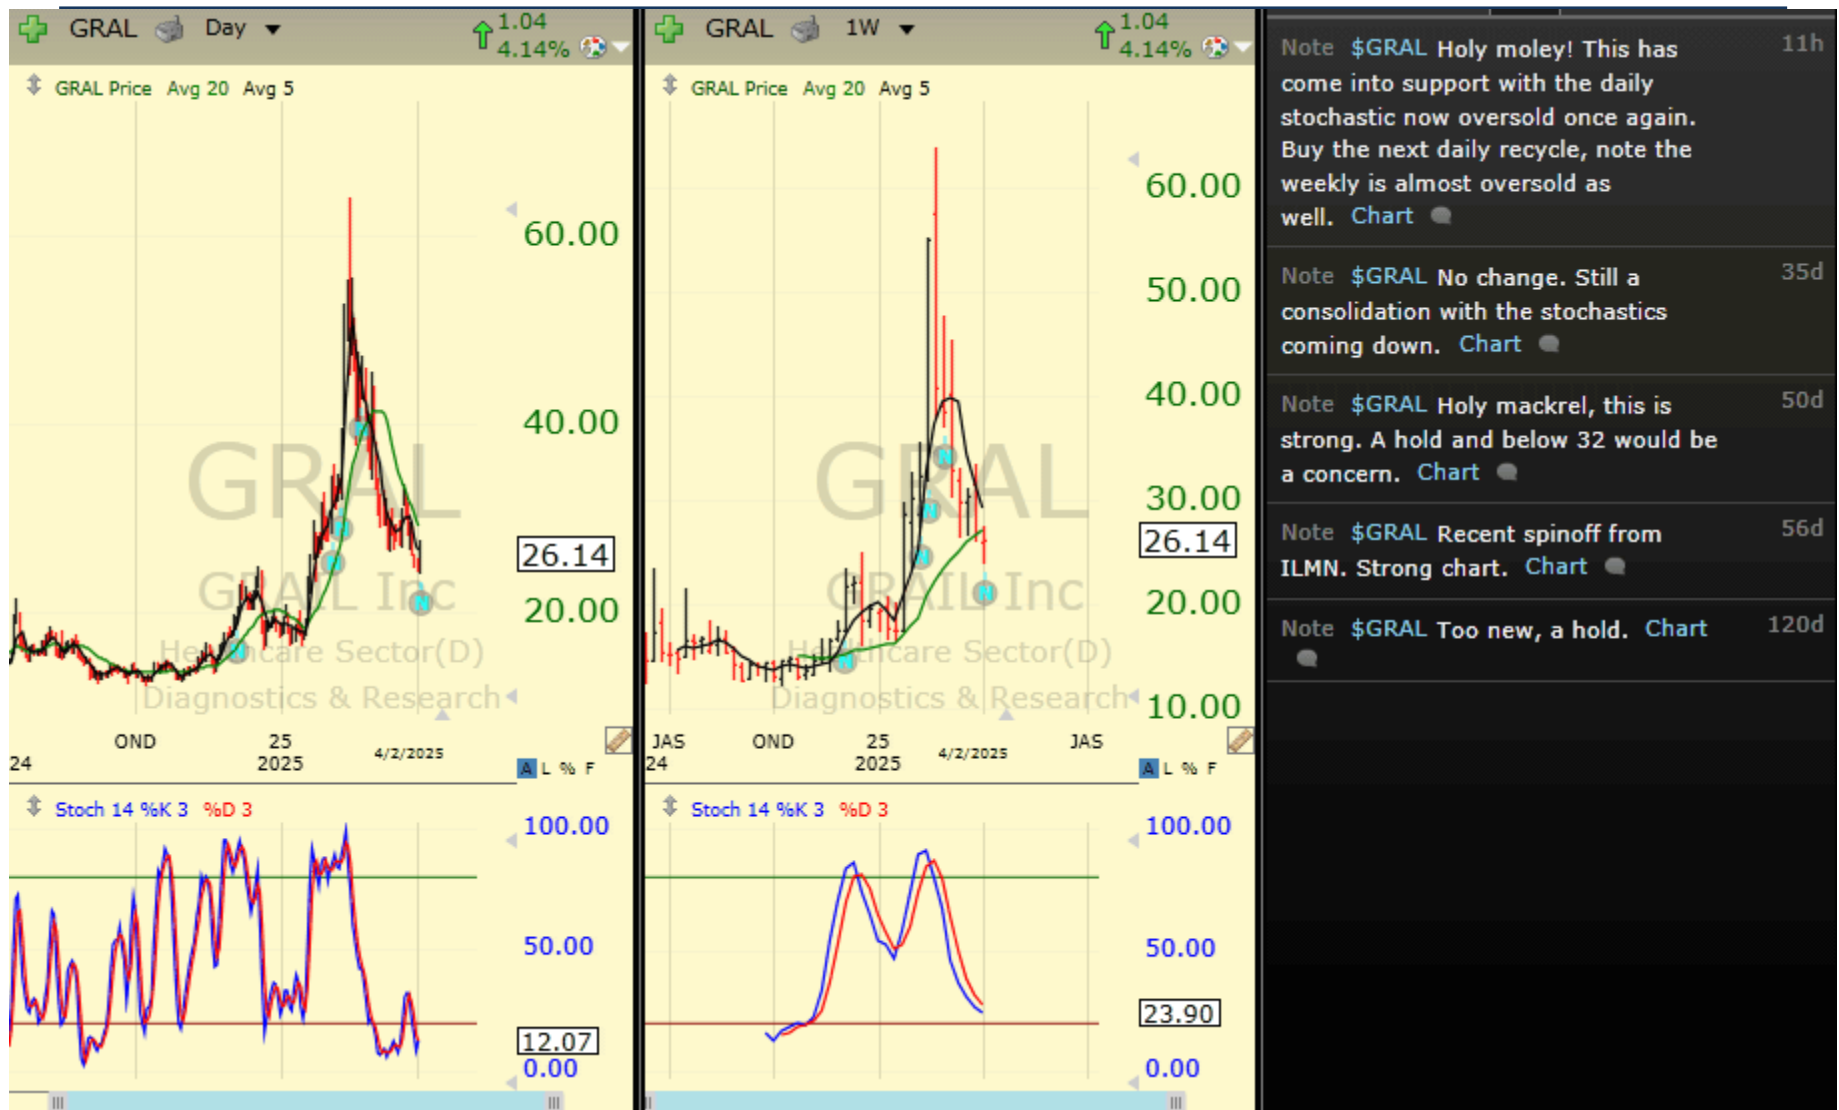 GRAL Day
1.04
4.14%
GRAL Price Avg 20 Avg 5
60.00
40.00
26.14
20.00
GRAL
GRAIL Inc
Healthcare Sector(D)
Diagnostics & Research
OND 25
24 2025 4/2/2025
A L % F
Stoch 14 %K 3 %D 3
100.00
50.00
12.07
0.00
N
N
N
N
N
GRAL 1W
1.04
4.14%
GRAL Price Avg 20 Avg 5
60.00
50.00
40.00
30.00
26.14
20.00
10.00
GRAL
GRAIL Inc
Healthcare Sector(D)
Diagnostics & Research
JAS OND 25 JAS
24 2025 4/2/2025
A L % F
Stoch 14 %K 3 %D 3
100.00
50.00
23.90
0.00
N
N
N
N
N
Note $GRAL Holy moley! This has 11h
come into support with the daily
stochastic now oversold once again.
Buy the next daily recycle, note the
weekly is almost oversold as
well. Chart
Note $GRAL No change. Still a 35d
consolidation with the stochastics
coming down. Chart
Note $GRAL Holy mackrel, this is 50d
strong. A hold and below 32 would be
a concern. Chart
Note $GRAL Recent spinoff from 56d
ILMN. Strong chart. Chart
Note $GRAL Too new, a hold. Chart 120d